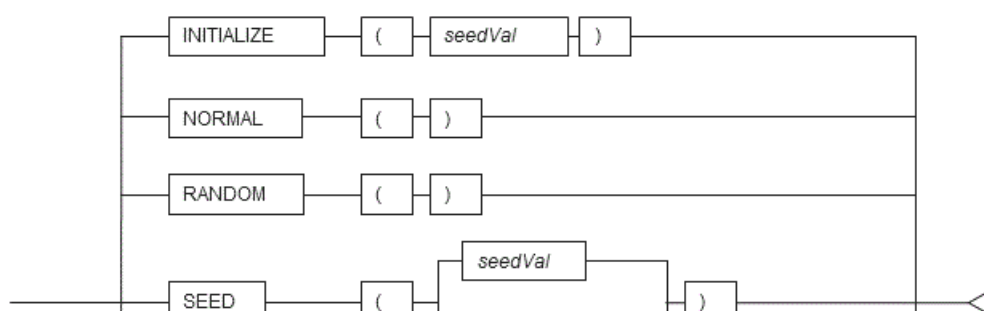 INITIALIZE ( seedVal )
NORMAL ( )
RANDOM ( )
seedVal
SEED ( )